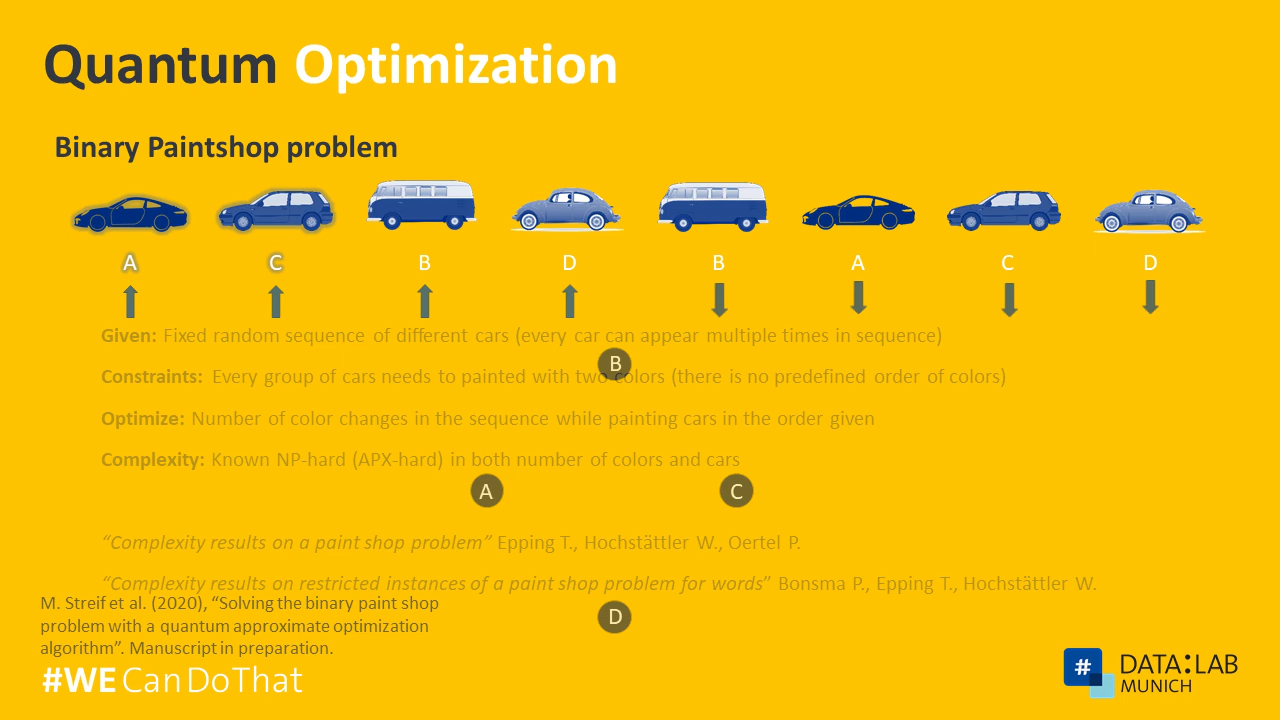 Quantum Optimization
Binary Paintshop problem
A C B D B A C D
Given: Fixed random sequence of different cars (every car can appear multiple times in sequence)
B
Constraints: Every group of cars needs to painted with two colors (there is no predefined order of colors)
Optimize: Number of color changes in the sequence while painting cars in the order given
Complexity: Known NP-hard (APX-hard) in both number of colors and cars
A C
“Complexity results on a paint shop problem” Epping T., Hochstättler W., Oertel P.
“Complexity results on restricted instances of a paint shop problem for words” Bonsma P., Epping T., Hochstättler W.
D
M. Streif et al. (2020), “Solving the binary paint shop
problem with a quantum approximate optimization
algorithm”. Manuscript in preparation.
#WE Can Do That
# DATA:LAB
MUNICH